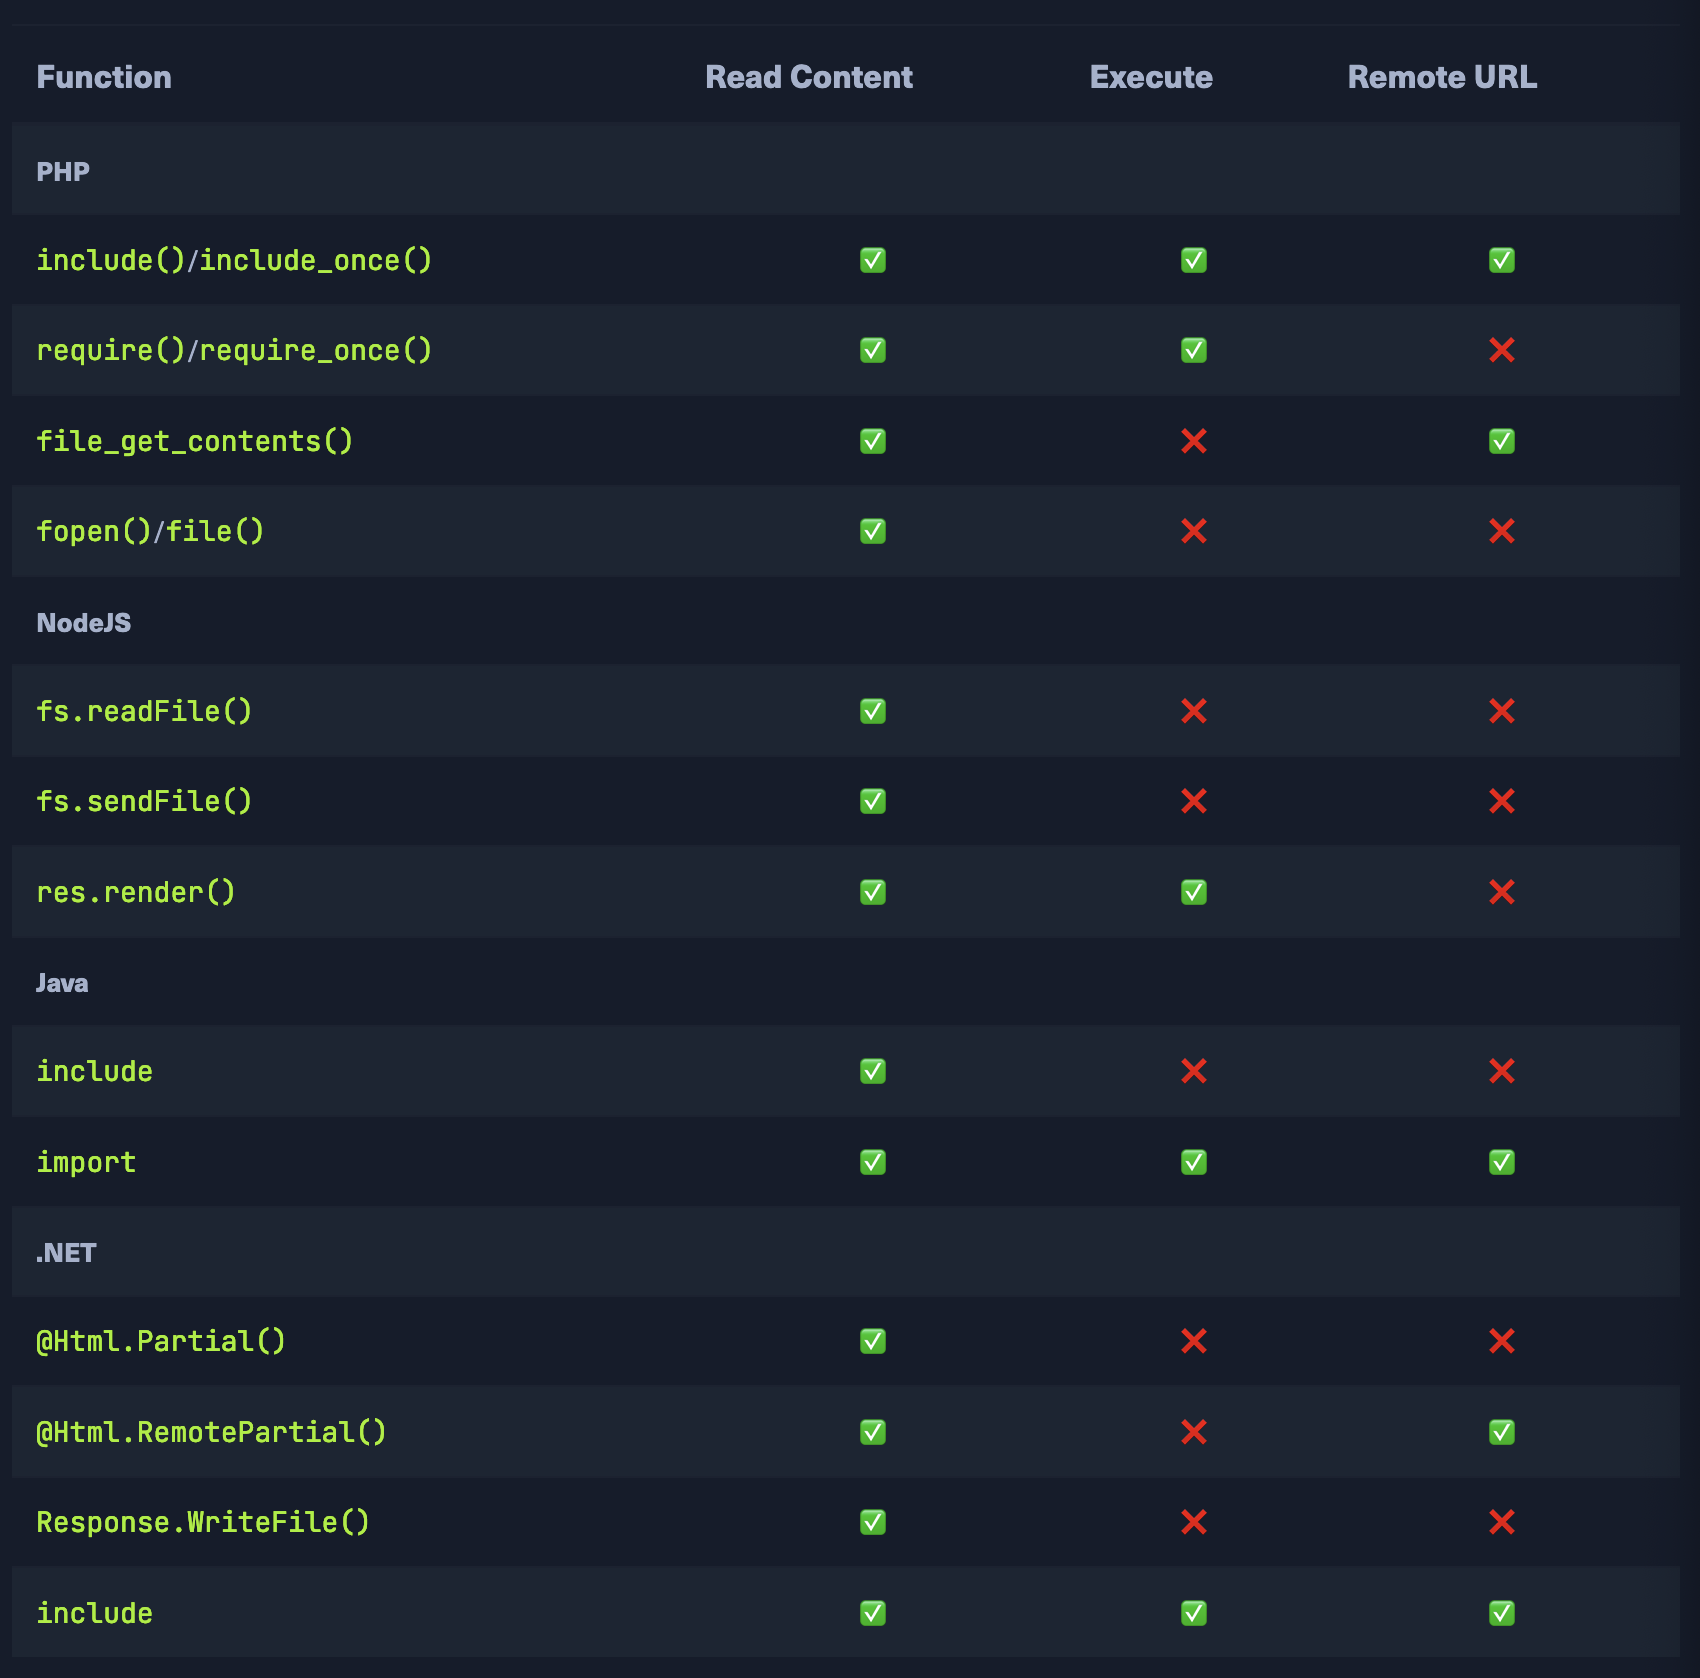 Function Read Content Execute Remote URL
PHP
include()/include_once() ✅ ✅ ✅
require()/require_once() ✅ ✅ ❌
file_get_contents() ✅ ❌ ✅
fopen()/file() ✅ ❌ ❌
NodeJS
fs.readFile() ✅ ❌ ❌
fs.sendFile() ✅ ❌ ❌
res.render() ✅ ✅ ❌
Java
include ✅ ❌ ❌
import ✅ ✅ ✅
.NET
@Html.Partial() ✅ ❌ ❌
@Html.RemotePartial() ✅ ❌ ✅
Response.WriteFile() ✅ ❌ ❌
include ✅ ✅ ✅